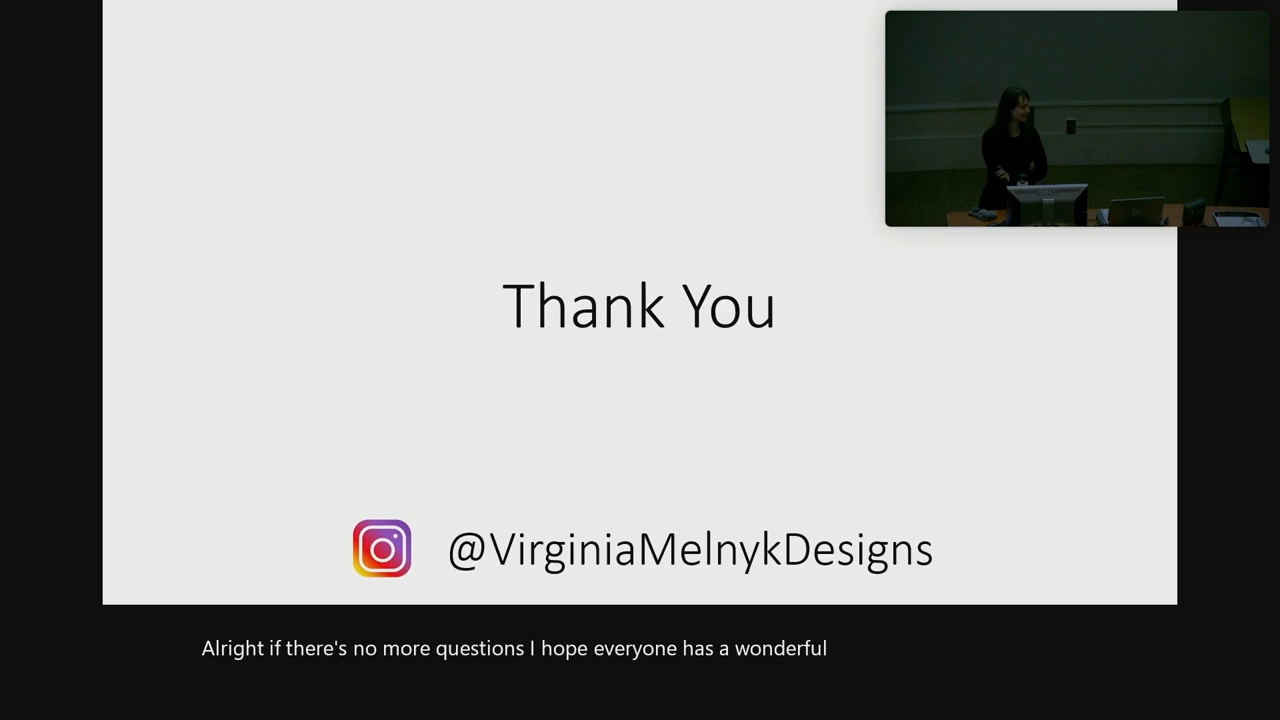 Thank You
@VirginiaMelnykDesigns
Alright if there's no more questions I hope everyone has a wonderful